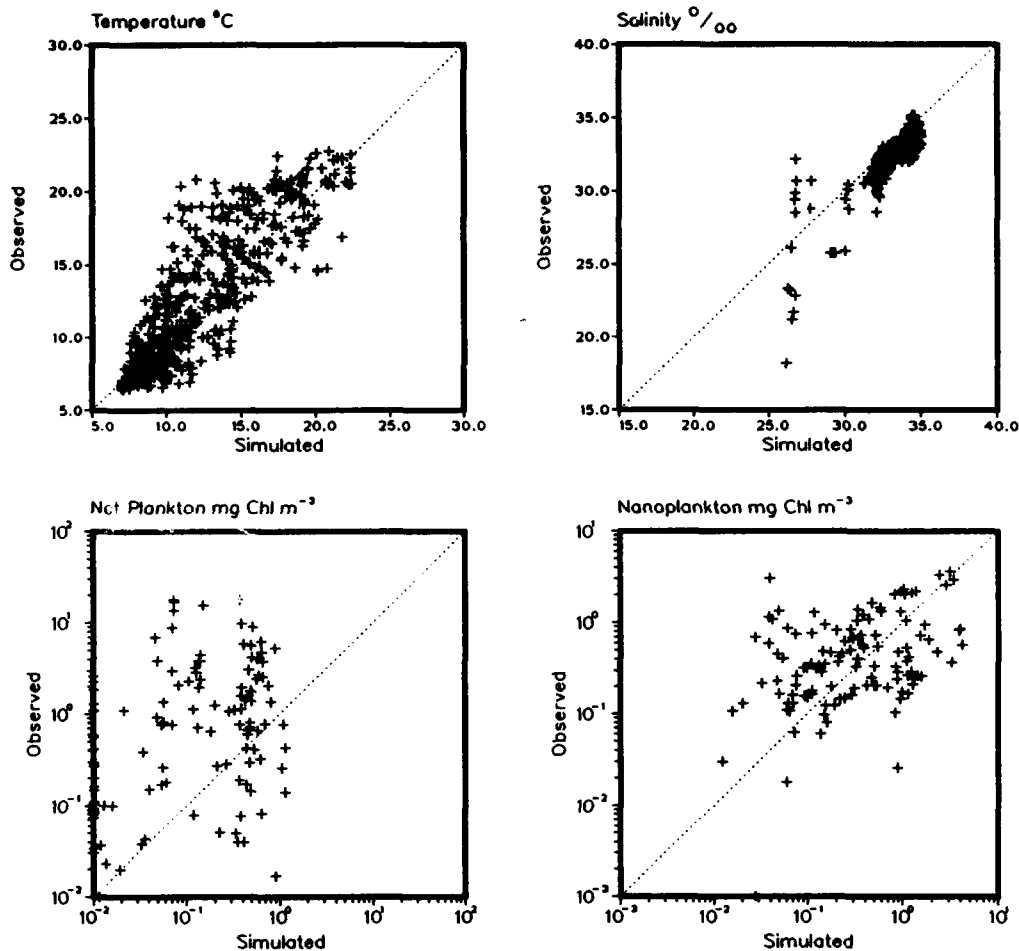 Temperature °C
30.0
25.0
20.0
15.0
10.0
5.0
Observed
5.0 10.0 15.0 20.0 25.0 30.0
Simulated
Salinity o/oo
40.0
35.0
30.0
25.0
20.0
15.0
Observed
15.0 20.0 25.0 30.0 35.0 40.0
Simulated
Net Plankton mg Chl m⁻³
10²
10¹
10⁰
10⁻¹
10⁻²
Observed
10⁻² 10⁻¹ 10⁰ 10¹ 10²
Simulated
Nanoplankton mg Chl m⁻³
10¹
10⁰
10⁻¹
10⁻²
10⁻³
Observed
10⁻³ 10⁻² 10⁻¹ 10⁰ 10¹
Simulated